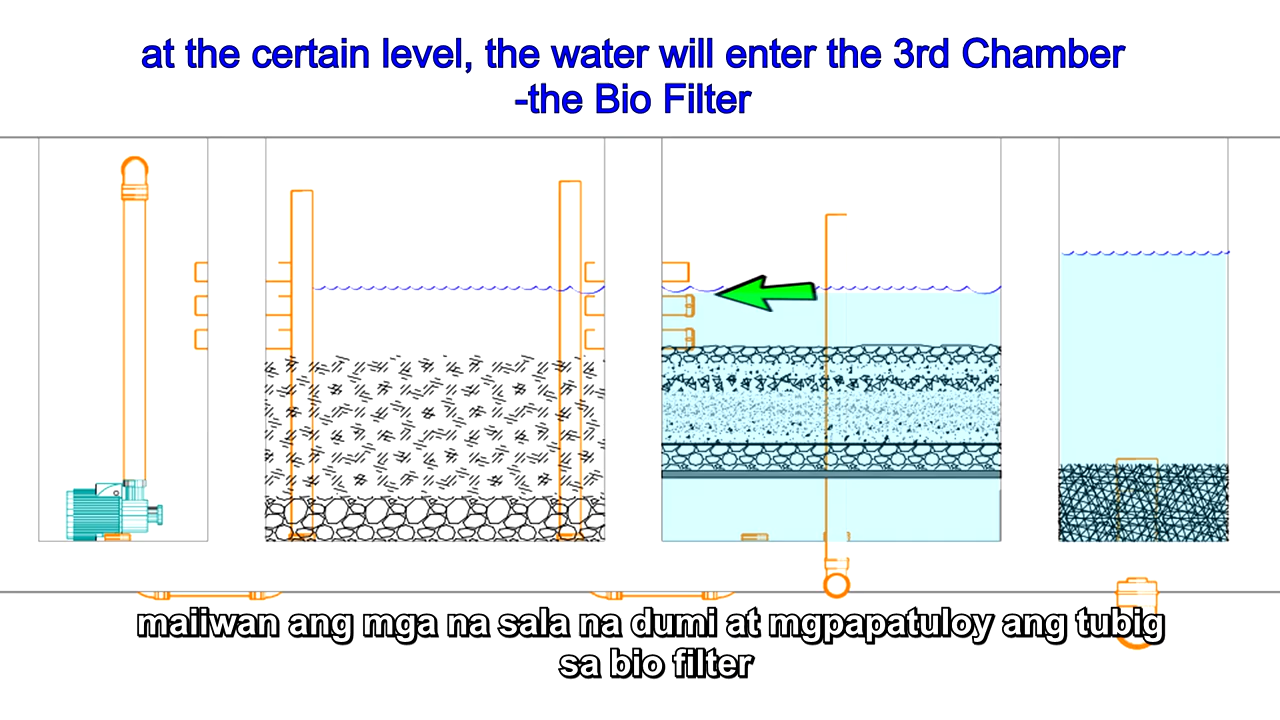 at the certain level, the water will enter the 3rd Chamber
-the Bio Filter
maiiwan ang mga na sala na dumi at mgpapatuloy ang tubig
sa bio filter